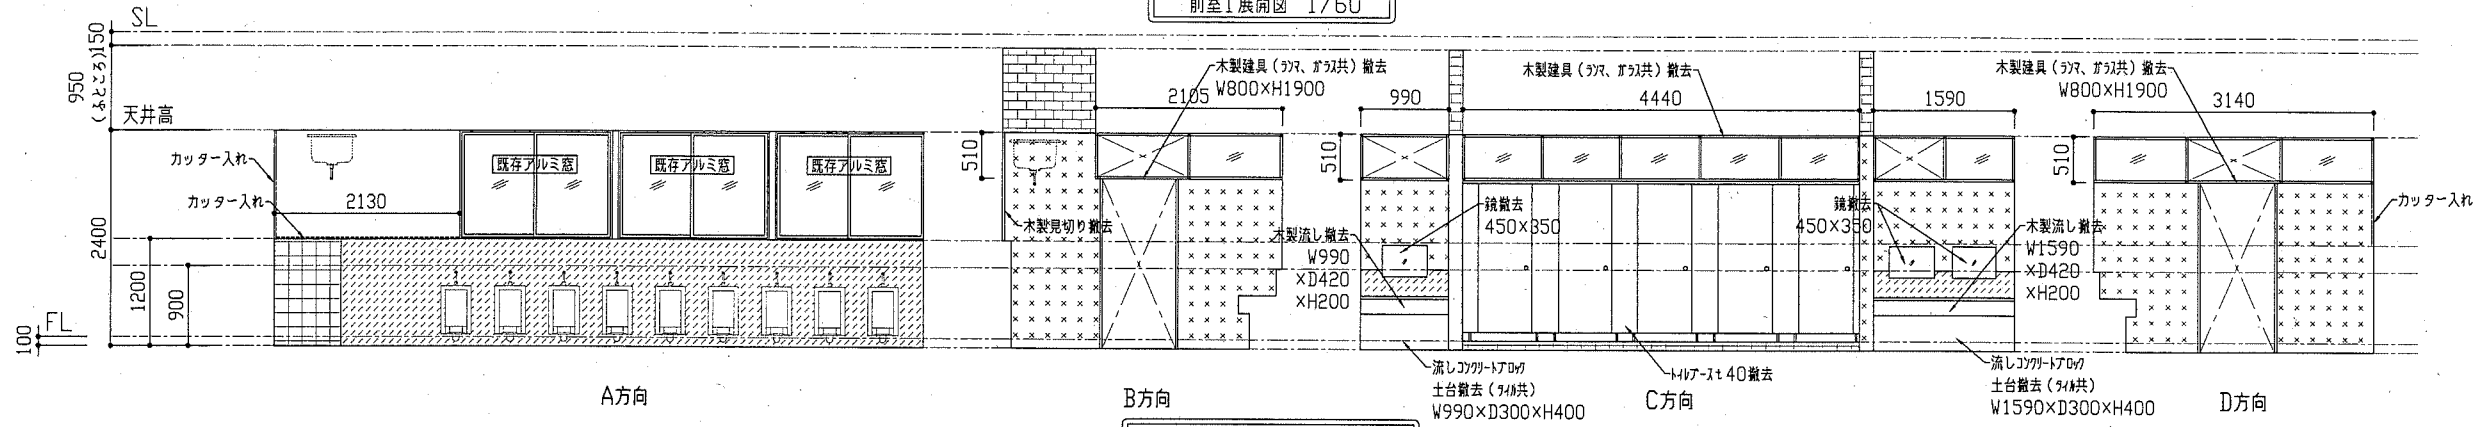 前室1展開図 1/60
SL
150
950
(ふところ)
天井高
2400
1200
900
FL
100
カッター入れ
カッター入れ
2130
既存アルミ窓
既存アルミ窓
既存アルミ窓
A方向
510
2105
木製建具(ランマ、ガラス共)撤去
W800×H1900
木製見切り撤去
B方向
990
510
木製流し撤去
W990
×D420
×H200
鏡撤去
450×350
流しコンクリートブロック
土台撤去(タイル共)
W990×D300×H400
木製建具(ランマ、ガラス共)撤去
4440
トイレブースt40撤去
C方向
1590
鏡撤去
450×350
木製流し撤去
W1590
×D420
×H200
流しコンクリートブロック
土台撤去(タイル共)
W1590×D300×H400
木製建具(ランマ、ガラス共)撤去
W800×H1900
3140
510
カッター入れ
D方向